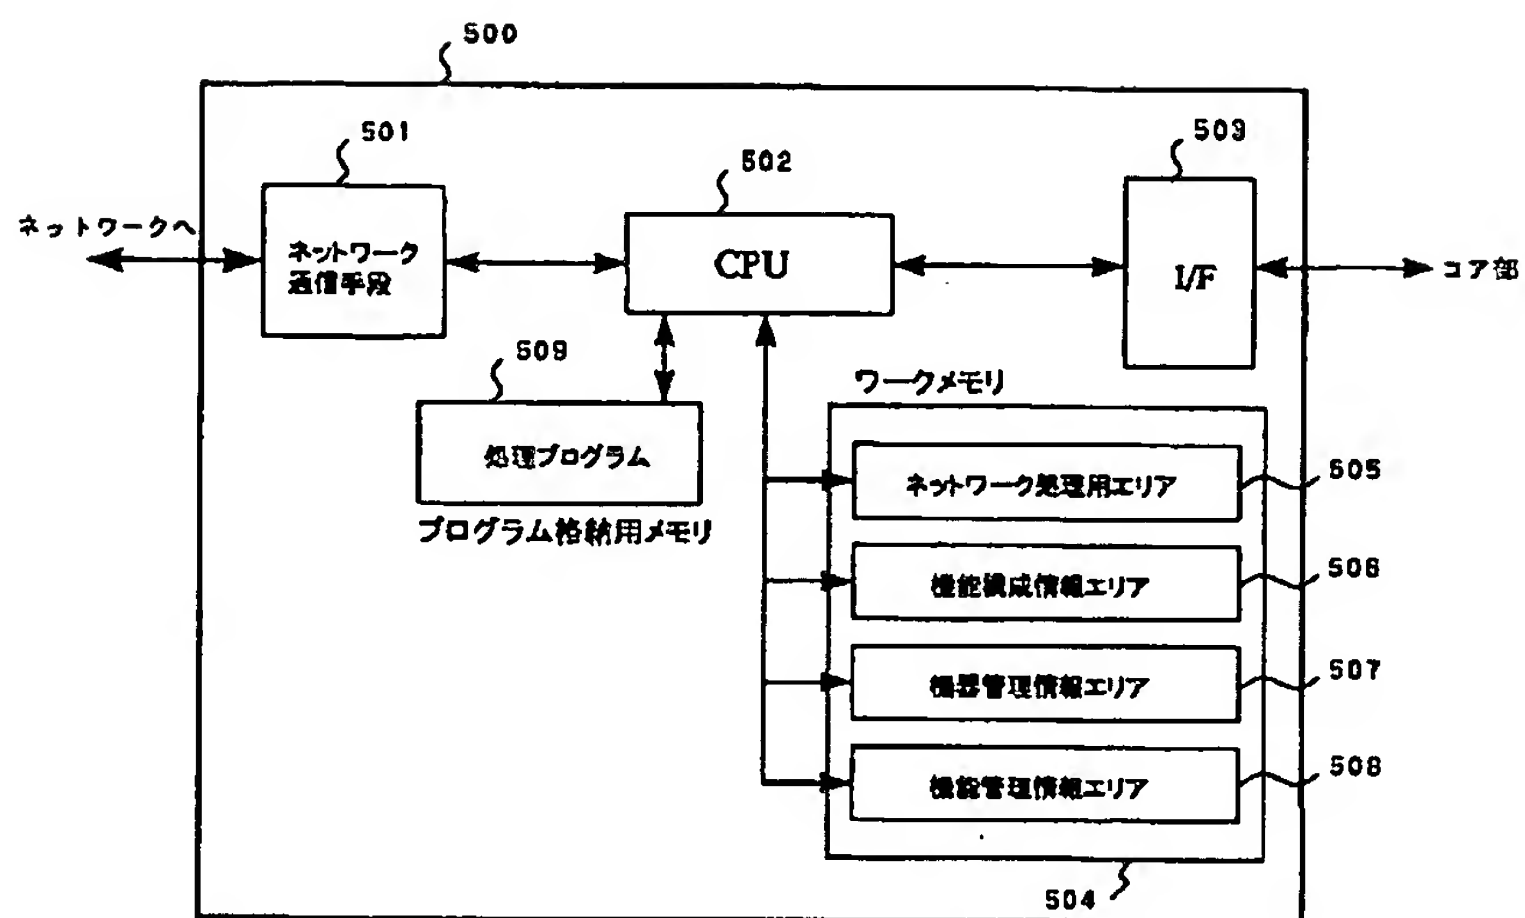 500
501
502
503
ネットワークへ
ネットワーク
通信手段
CPU
I/F
コア部
509
処理プログラム
プログラム格納用メモリ
ワークメモリ
ネットワーク処理用エリア
505
機能構成情報エリア
506
機器管理情報エリア
507
機能管理情報エリア
508
504